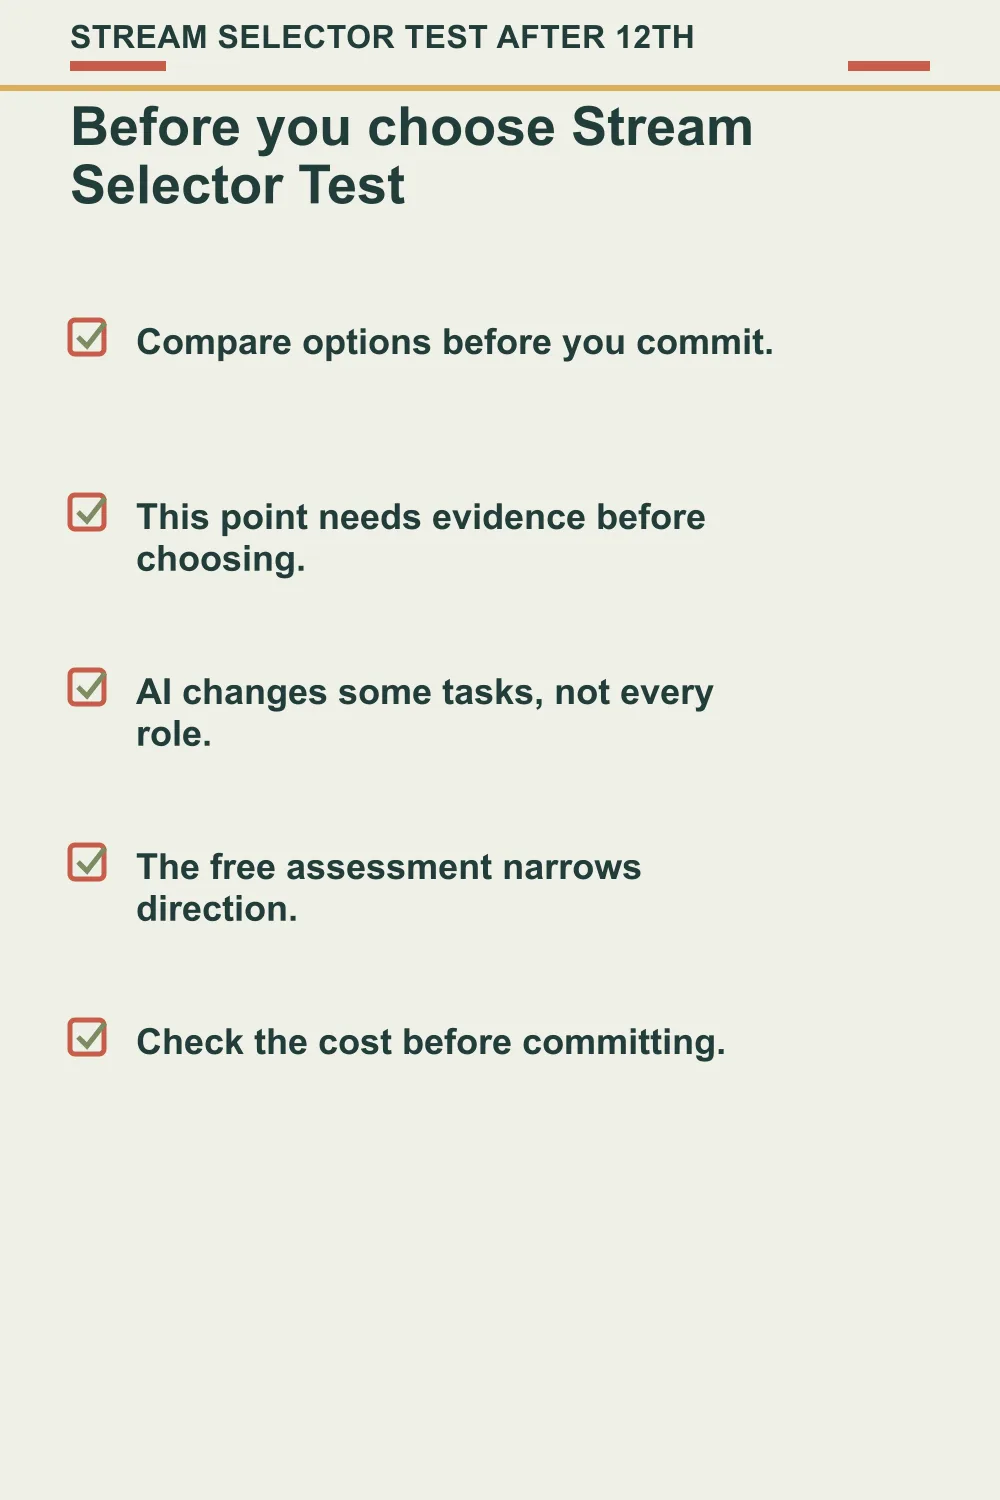 STREAM SELECTOR TEST AFTER 12TH
Before you choose Stream
Selector Test
Compare options before you commit.
This point needs evidence before
choosing.
AI changes some tasks, not every
role.
The free assessment narrows
direction.
Check the cost before committing.